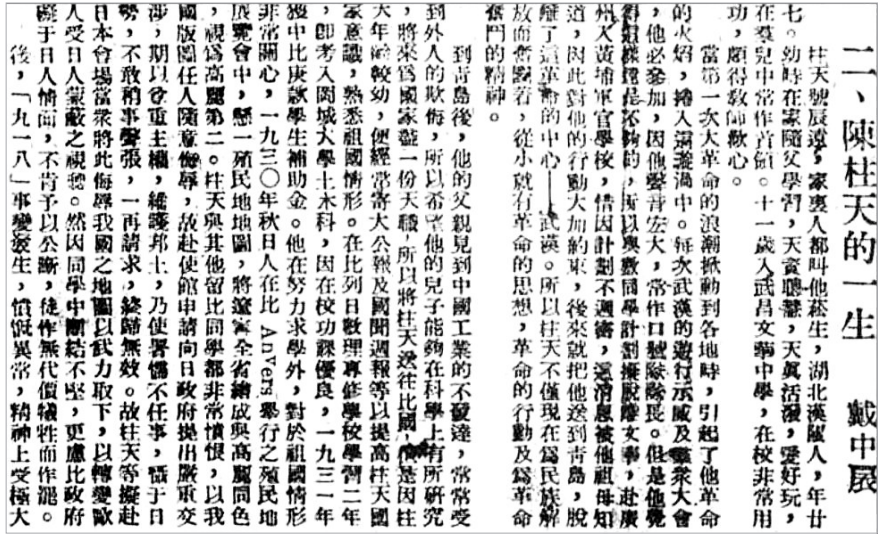 二、陳柱天的一生　戴中扆
柱天號辰遺，家裏人都叫他菘生，湖北漢陽人，年廿
七。幼時在家隨父學習，天資聰慧，天眞活潑，愛好玩，
在羣兒中常作首領。十一歲入武昌文華中學，在校非常用
功，頗得敎師歡心。
當第一次大革命的浪潮掀動到各地時，引起了他革命
的火焰，捲入這漩渦中。每次武漢的遊行示威及羣衆大會
，他必參加，因他聲音宏大，常作口號隊隊長。但是他覺
得這樣還是不夠的，所以與數同學計劃擬脫離文華，赴廣
州入黃埔軍官學校，惜因計劃不週密，這消息被他祖母知
道，因此對他的行動大加約束，後來就把他送到靑島，脫
離了這革命的中心——武漢。所以柱天不僅現在爲民族解
放而奮鬥着，從小就有革命的思想，革命的行動及爲革命
奮鬥的精神。
到靑島後，他的父親見到中國工業的不發達，常常受
到外人的欺侮，所以希望他的兒子能夠在科學上有所硏究
，將來爲國家盡一份天職，所以將柱天送往比國，但是因柱
天年齡較幼，便經常寄大公報及國聞週報等以提高柱天國
家意識，熟悉祖國情形。在比列日數理專修學校學習二年
，卽考入岡城大學土木科，因在校功課優良，一九三一年
獲中比庚款學生補助金。他在努力求學外，對於祖國情形
非常關心，一九三〇年秋日人在比 AnVers 舉行之殖民地
展覽會中，懸一殖民地地圖，將遼寧全省繪成與高麗同色
，視爲高麗第二。柱天與其他留比同學都非常憤恨，以我
國版圖任人隨意侮辱，故赴使館申請向日政府提出嚴重交
涉，期以尊重主權，維護邦土，乃使署懦不任事，懾于日
勢，不敢稍事聲張，一再請求，終歸無效。故柱天等擬赴
日本會場當衆將此侮辱我國之地圖以武力取下，以轉變歐
人受日人蒙蔽之視聽。然因同學中團結不堅，更慮比政府
礙于日人情面，不肯予以公斷，徒作無代價犧牲而作罷。
後，「九一八」事變發生，憤慨異常，精神上受極大